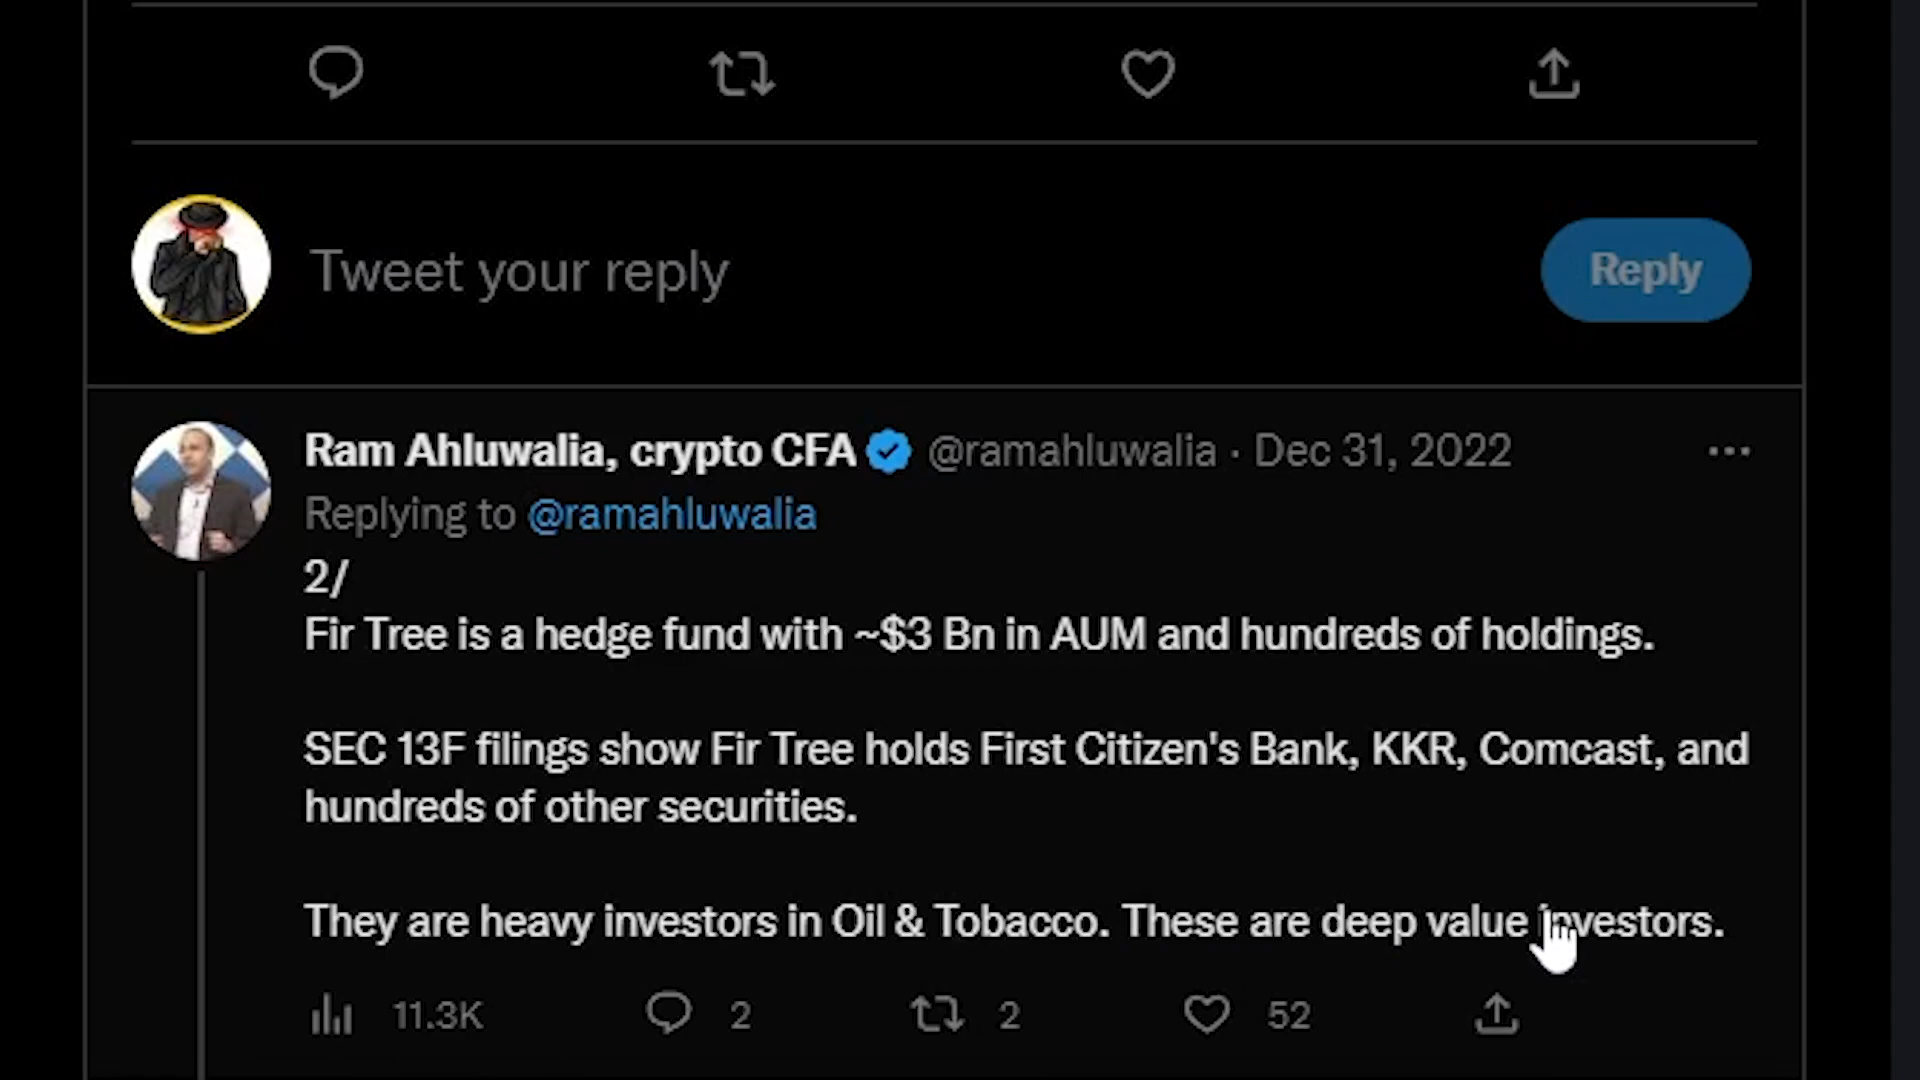 Tweet your reply
Reply
Ram Ahluwalia, crypto CFA @ramahluwalia · Dec 31, 2022
Replying to @ramahluwalia
2/
Fir Tree is a hedge fund with ~$3 Bn in AUM and hundreds of holdings.
SEC 13F filings show Fir Tree holds First Citizen's Bank, KKR, Comcast, and
hundreds of other securities.
They are heavy investors in Oil & Tobacco. These are deep value investors.
11.3K 2 2 52